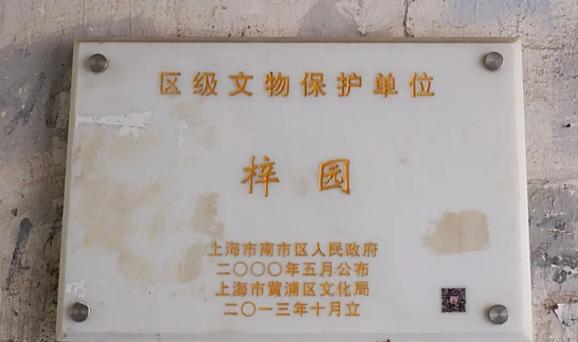 区级文物保护单位
梓园
上海市南市区人民政府
二〇〇〇年五月公布
上海市黄浦区文化局
二〇一三年十月立